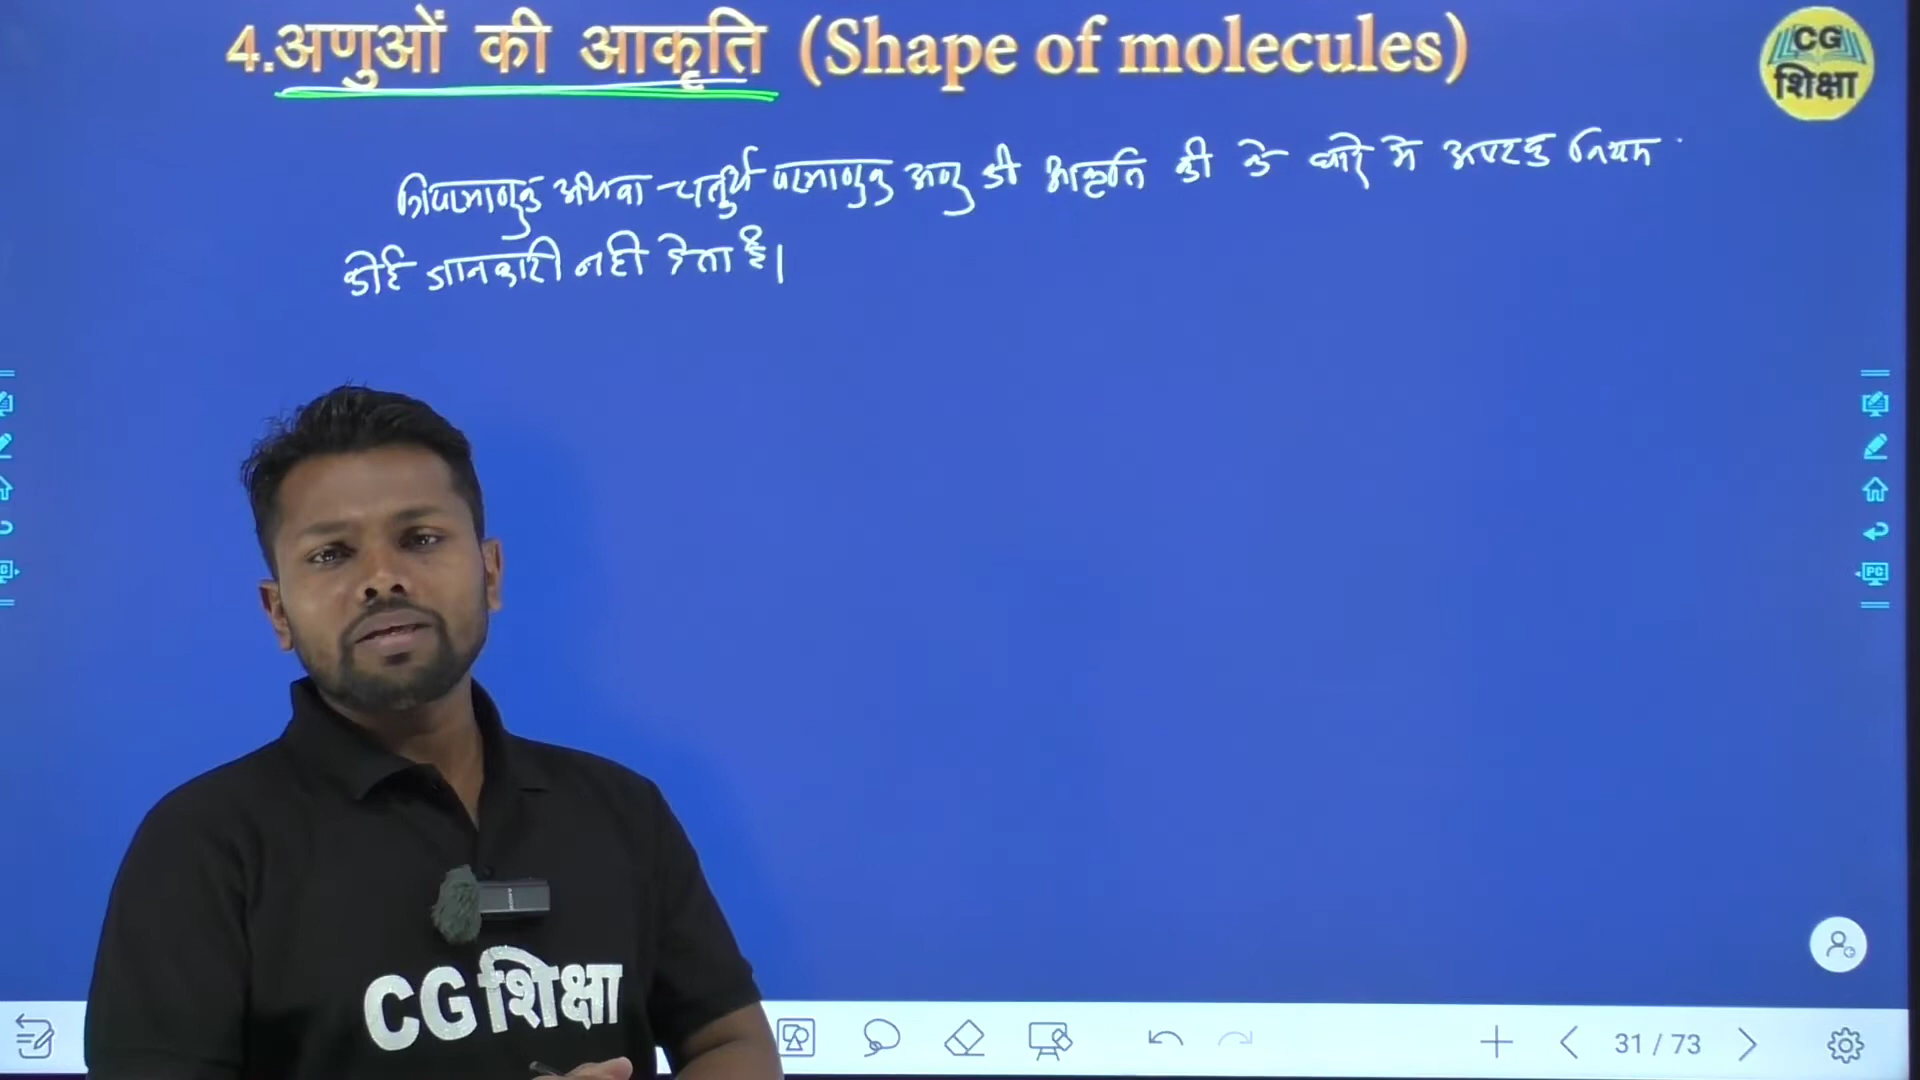 4.अणुओं की आकृति (Shape of molecules)
CG
शिक्षा
त्रिपरमाणुक अथवा चतुर्थ परमाणुक अणु की आकृति की के बारे में अष्टक नियम
कोई जानकारी नही देता है।
PC
CG शिक्षा
31 / 73